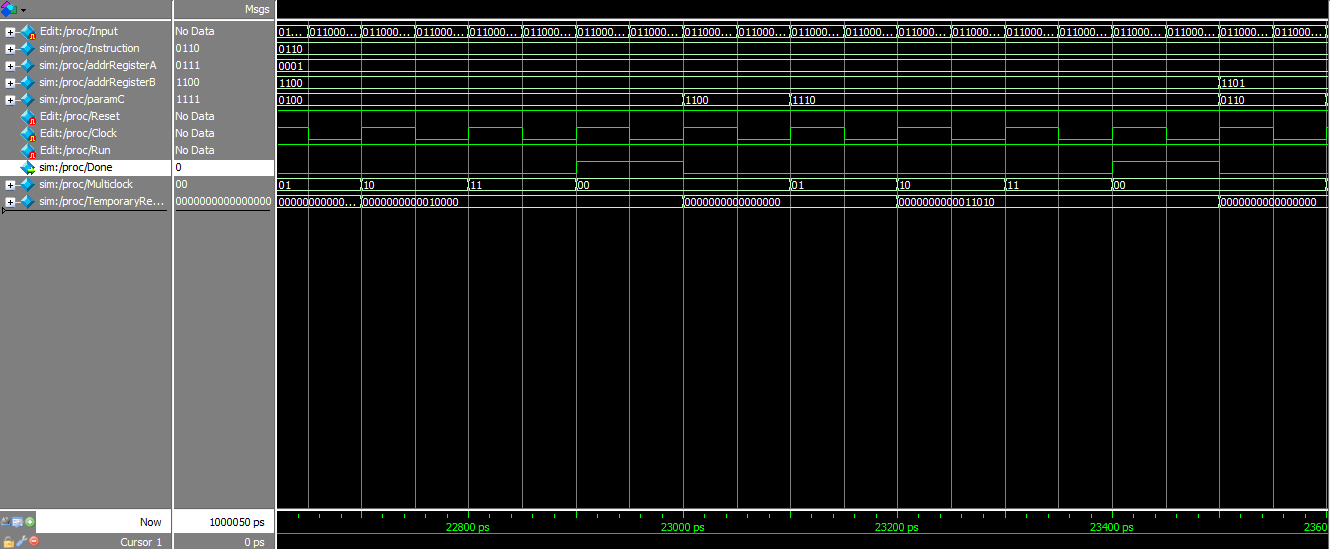 Msgs
Edit:/proc/Input No Data 01... 011000... 011000... 011000... 011000... 011000... 011000... 011000... 011000... 011000... 011000... 011000... 011000... 011000... 011000... 011000... 011000... 011000... 011000... 011000...
sim:/proc/Instruction 0110 0110
sim:/proc/addrRegisterA 0111 0001
sim:/proc/addrRegisterB 1100 1100 1101
sim:/proc/paramC 1111 0100 1100 1110 0110
Edit:/proc/Reset No Data
Edit:/proc/Clock No Data
Edit:/proc/Run No Data
sim:/proc/Done 0
sim:/proc/Multiclock 00 01 10 11 00 01 10 11 00
sim:/proc/TemporaryRe... 0000000000000000 00000000000... 0000000000010000 0000000000000000 0000000000011010 0000000000000000
Now 1000050 ps 22800 ps 23000 ps 23200 ps 23400 ps 2360
Cursor 1 0 ps